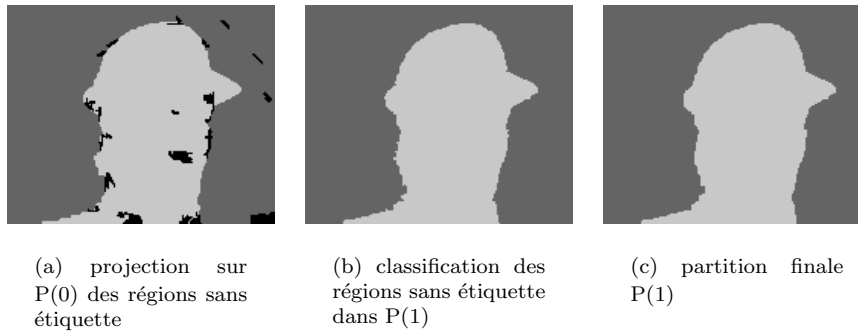 (a) projection sur
P(0) des régions sans
étiquette
(b) classification des
régions sans étiquette
dans P(1)
(c) partition finale
P(1)